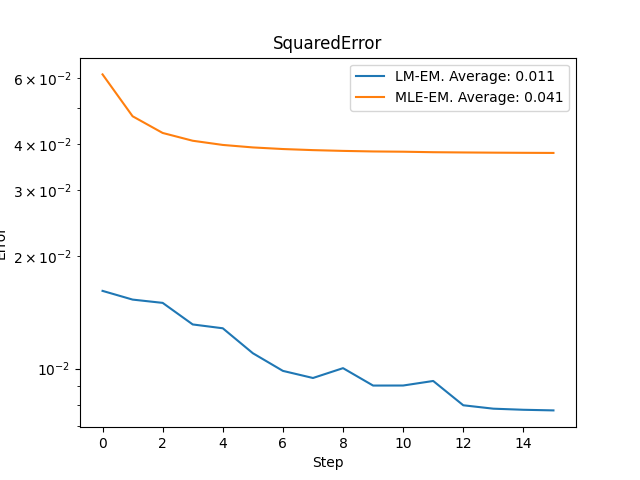 SquaredError
LM-EM. Average: 0.011
MLE-EM. Average: 0.041
6 × 10⁻²
4 × 10⁻²
3 × 10⁻²
2 × 10⁻²
10⁻²
Error
0 2 4 6 8 10 12 14
Step